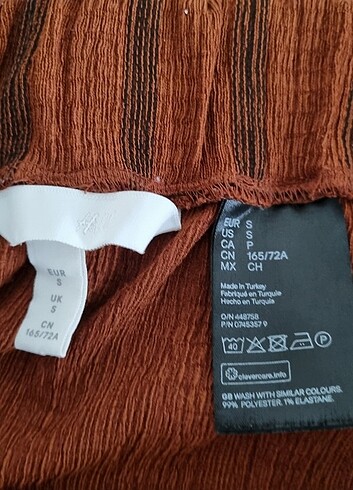 EUR
S
UK
S
CN
165/72A
EUR S
US S
CA P
CN 165/72A
MX CH
Made in Turkey
Fabriqué en Turquie
Hecho en Turquía
O/N 448758
P/N 0745357 9
40
P
clevercare.info
GB WASH WITH SIMILAR COLOURS.
99% POLYESTER, 1% ELASTANE.